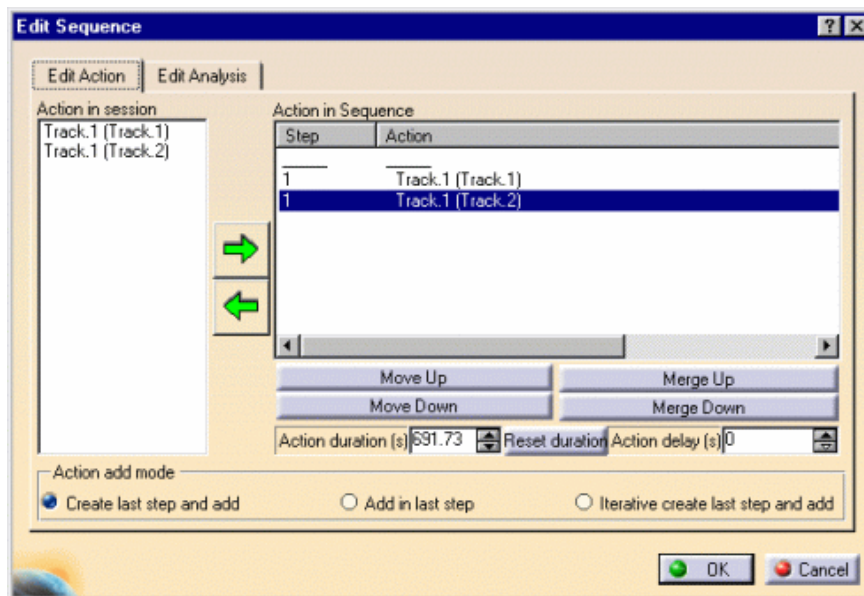 Edit Sequence
Edit Action Edit Analysis
Action in session
Track.1 (Track.1)
Track.1 (Track.2)
Action in Sequence
Step Action
1 Track.1 (Track.1)
1 Track.1 (Track.2)
Move Up Merge Up
Move Down Merge Down
Action duration (s) 691.73 Reset duration Action delay (s) 0
Action add mode
Create last step and add Add in last step Iterative create last step and add
OK Cancel